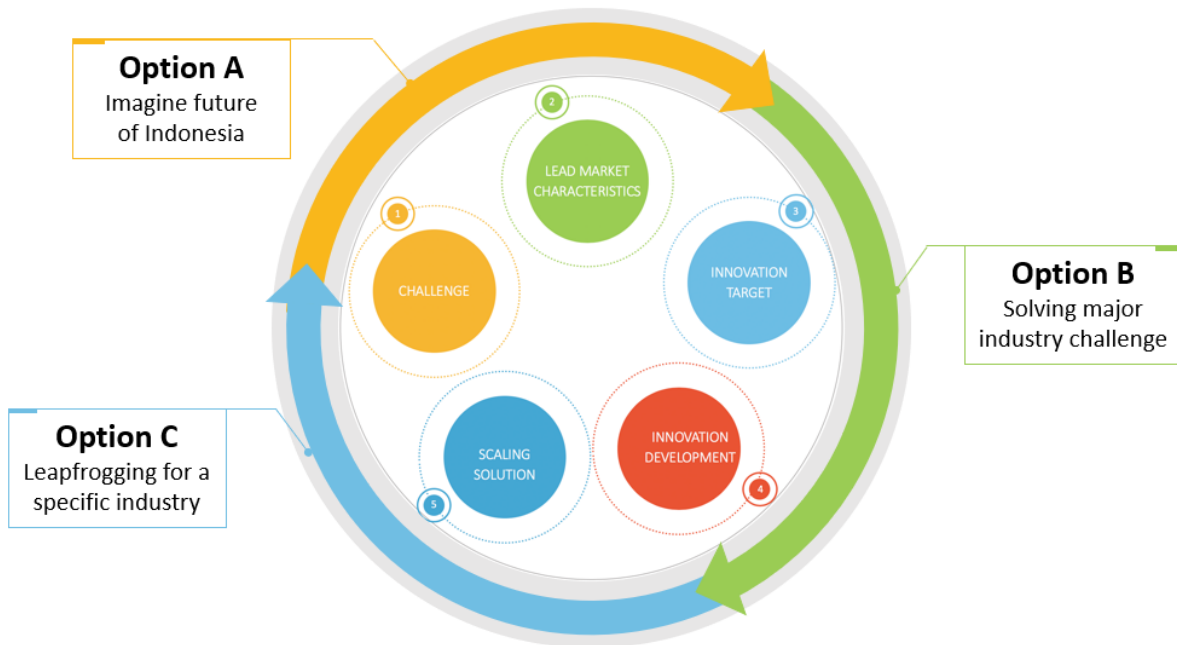 Option A
Imagine future
of Indonesia
2
LEAD MARKET
CHARACTERISTICS
1
CHALLENGE
3
INNOVATION
TARGET
Option B
Solving major
industry challenge
Option C
Leapfrogging for a
specific industry
5
SCALING
SOLUTION
INNOVATION
DEVELOPMENT
4